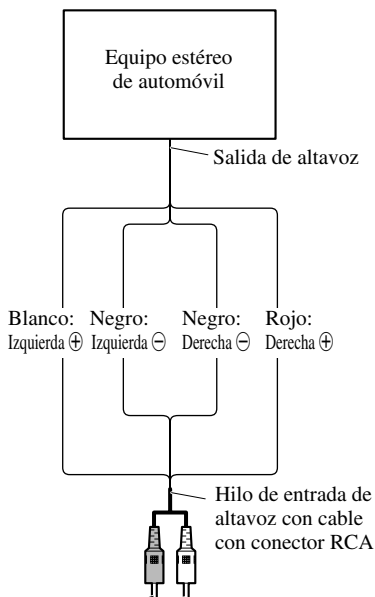 Equipo estéreo
de automóvil
Salida de altavoz
Blanco: Negro: Negro: Rojo:
Izquierda ⊕ Izquierda ⊖ Derecha ⊖ Derecha ⊕
Hilo de entrada de
altavoz con cable
con conector RCA